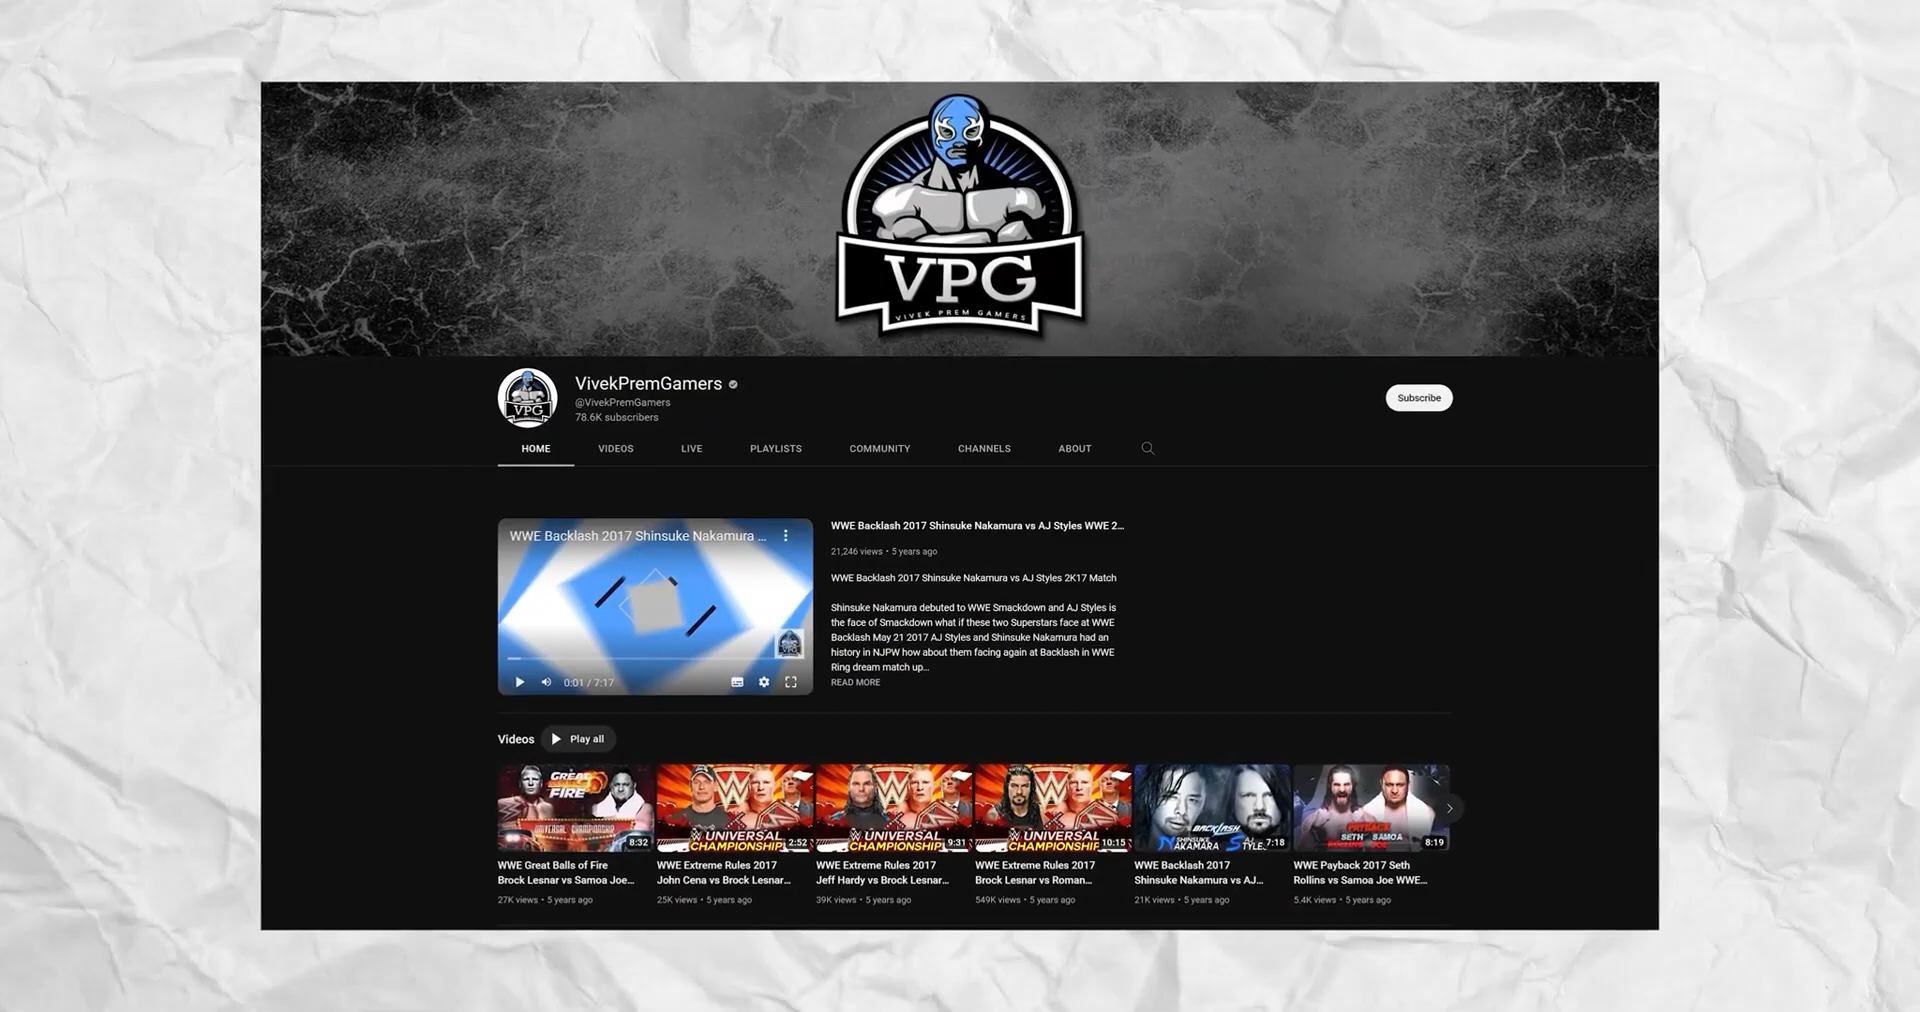 VPG
VIVEK PREM GAMERS
VPG
VivekPremGamers
@VivekPremGamers
78.6K subscribers
Subscribe
HOME VIDEOS LIVE PLAYLISTS COMMUNITY CHANNELS ABOUT
WWE Backlash 2017 Shinsuke Nakamura ...
VPG
0:01 / 7:17
WWE Backlash 2017 Shinsuke Nakamura vs AJ Styles WWE 2...
21,246 views • 5 years ago
WWE Backlash 2017 Shinsuke Nakamura vs AJ Styles 2K17 Match
Shinsuke Nakamura debuted to WWE Smackdown and AJ Styles is
the face of Smackdown what if these two Superstars face at WWE
Backlash May 21 2017 AJ Styles and Shinsuke Nakamura had an
history in NJPW how about them facing again at Backlash in WWE
Ring dream match up...
READ MORE
Videos Play all
GREAT
FIRE
UNIVERSAL CHAMPIONSHIP
8:32
WWE Great Balls of Fire
Brock Lesnar vs Samoa Joe...
27K views • 5 years ago
UNIVERSAL
CHAMPIONSHIP
2:52
WWE Extreme Rules 2017
John Cena vs Brock Lesnar...
25K views • 5 years ago
UNIVERSAL
CHAMPIONSHIP
9:31
WWE Extreme Rules 2017
Jeff Hardy vs Brock Lesnar...
39K views • 5 years ago
UNIVERSAL
CHAMPIONSHIP
10:15
WWE Extreme Rules 2017
Brock Lesnar vs Roman...
549K views • 5 years ago
BACKLASH
SHINSUKE
NAKAMURA
7:18
WWE Backlash 2017
Shinsuke Nakamura vs AJ...
21K views • 5 years ago
PAYBACK
SETH SAMOA
ROLLINS JOE
8:19
WWE Payback 2017 Seth
Rollins vs Samoa Joe WWE...
5.4K views • 5 years ago